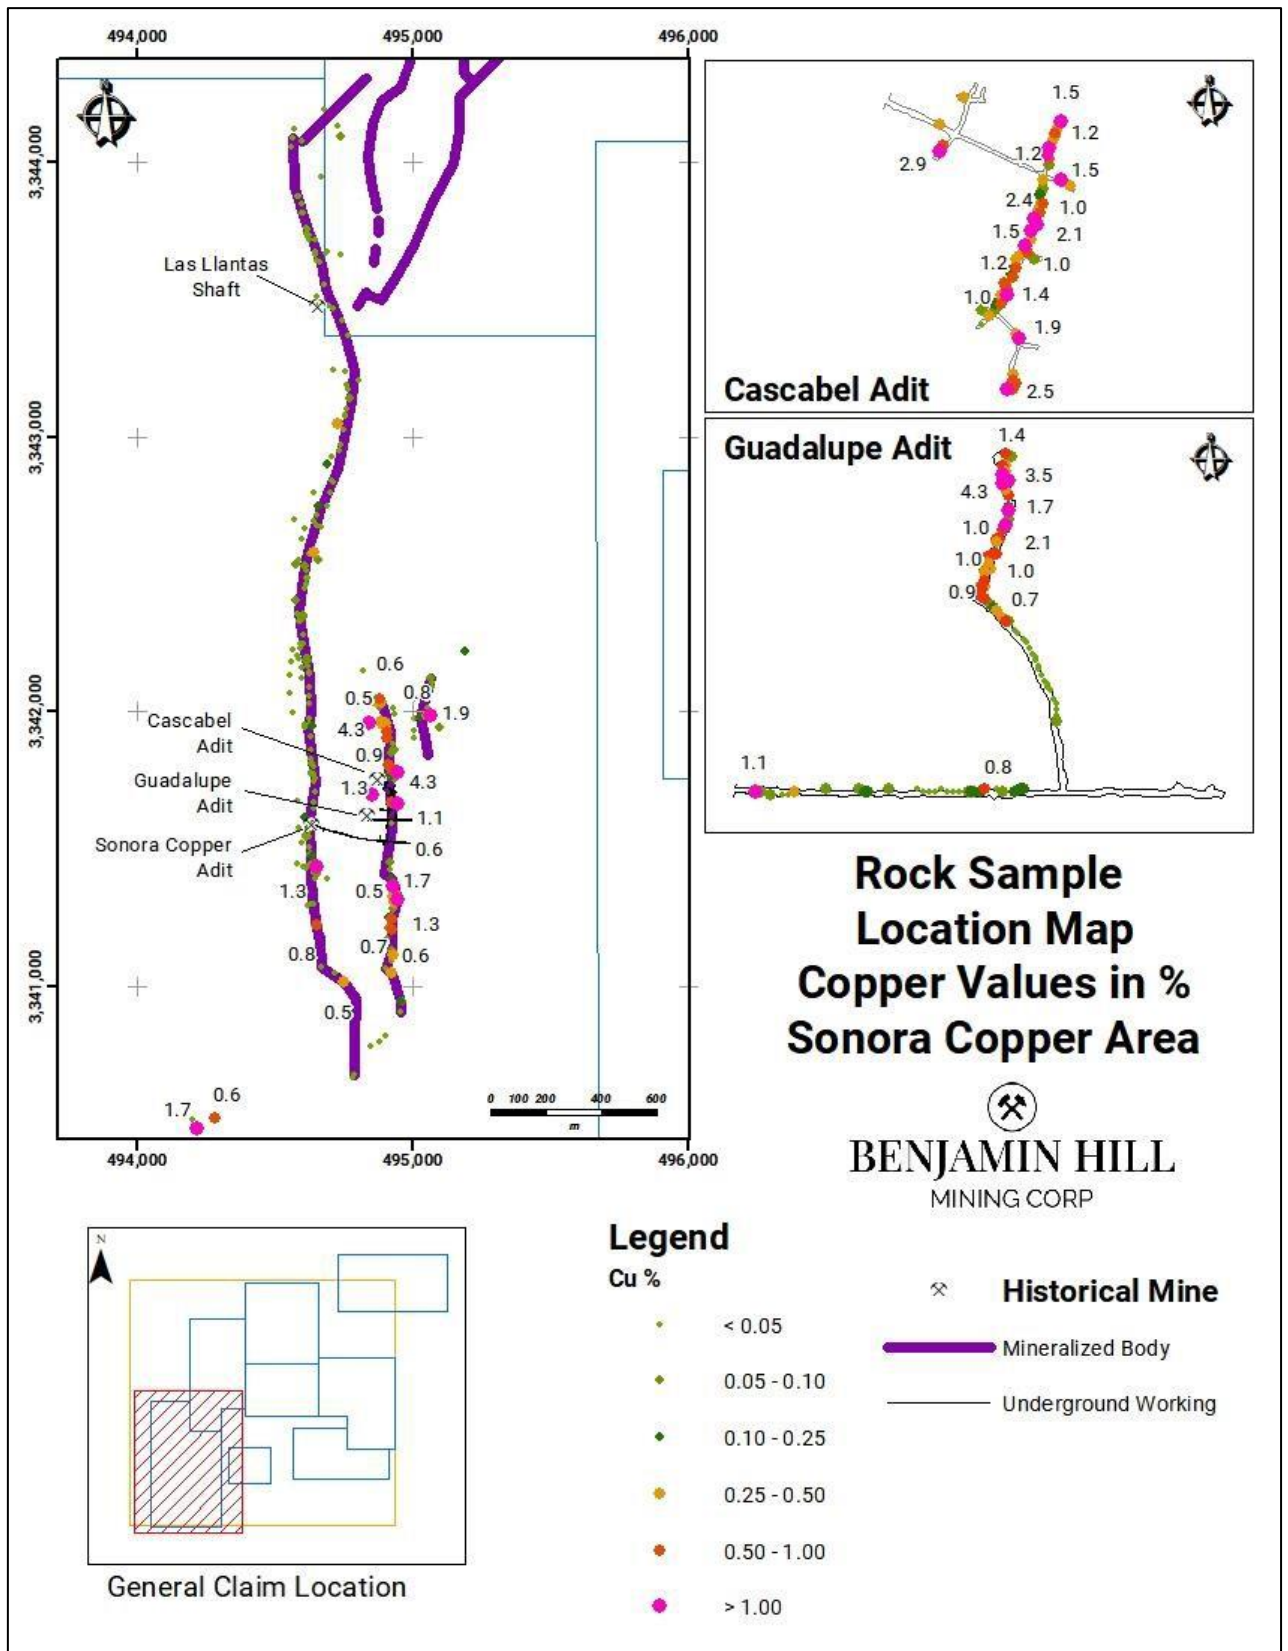 494,000
495,000
496,000
3,344,000
3,343,000
3,342,000
3,341,000
Las Llantas
Shaft
0.6
0.5
0.8
1.9
4.3
Cascabel
Adit
0.9
4.3
Guadalupe
Adit
1.3
1.1
Sonora Copper
Adit
0.6
1.3
0.5
1.7
1.3
0.8
0.7
0.6
0.5
0.6
1.7
0 100 200 400 600
m
494,000
495,000
496,000
1.5
1.2
1.2
2.9
1.5
2.4
1.0
1.5
2.1
1.2
1.0
1.0
1.4
1.9
Cascabel Adit
2.5
Guadalupe Adit
1.4
3.5
4.3
1.7
1.0
2.1
1.0
1.0
0.9
0.7
1.1
0.8
Rock Sample
Location Map
Copper Values in %
Sonora Copper Area
BENJAMIN HILL
MINING CORP
N
General Claim Location
Legend
Cu %
< 0.05
0.05 - 0.10
0.10 - 0.25
0.25 - 0.50
0.50 - 1.00
> 1.00
Historical Mine
Mineralized Body
Underground Working